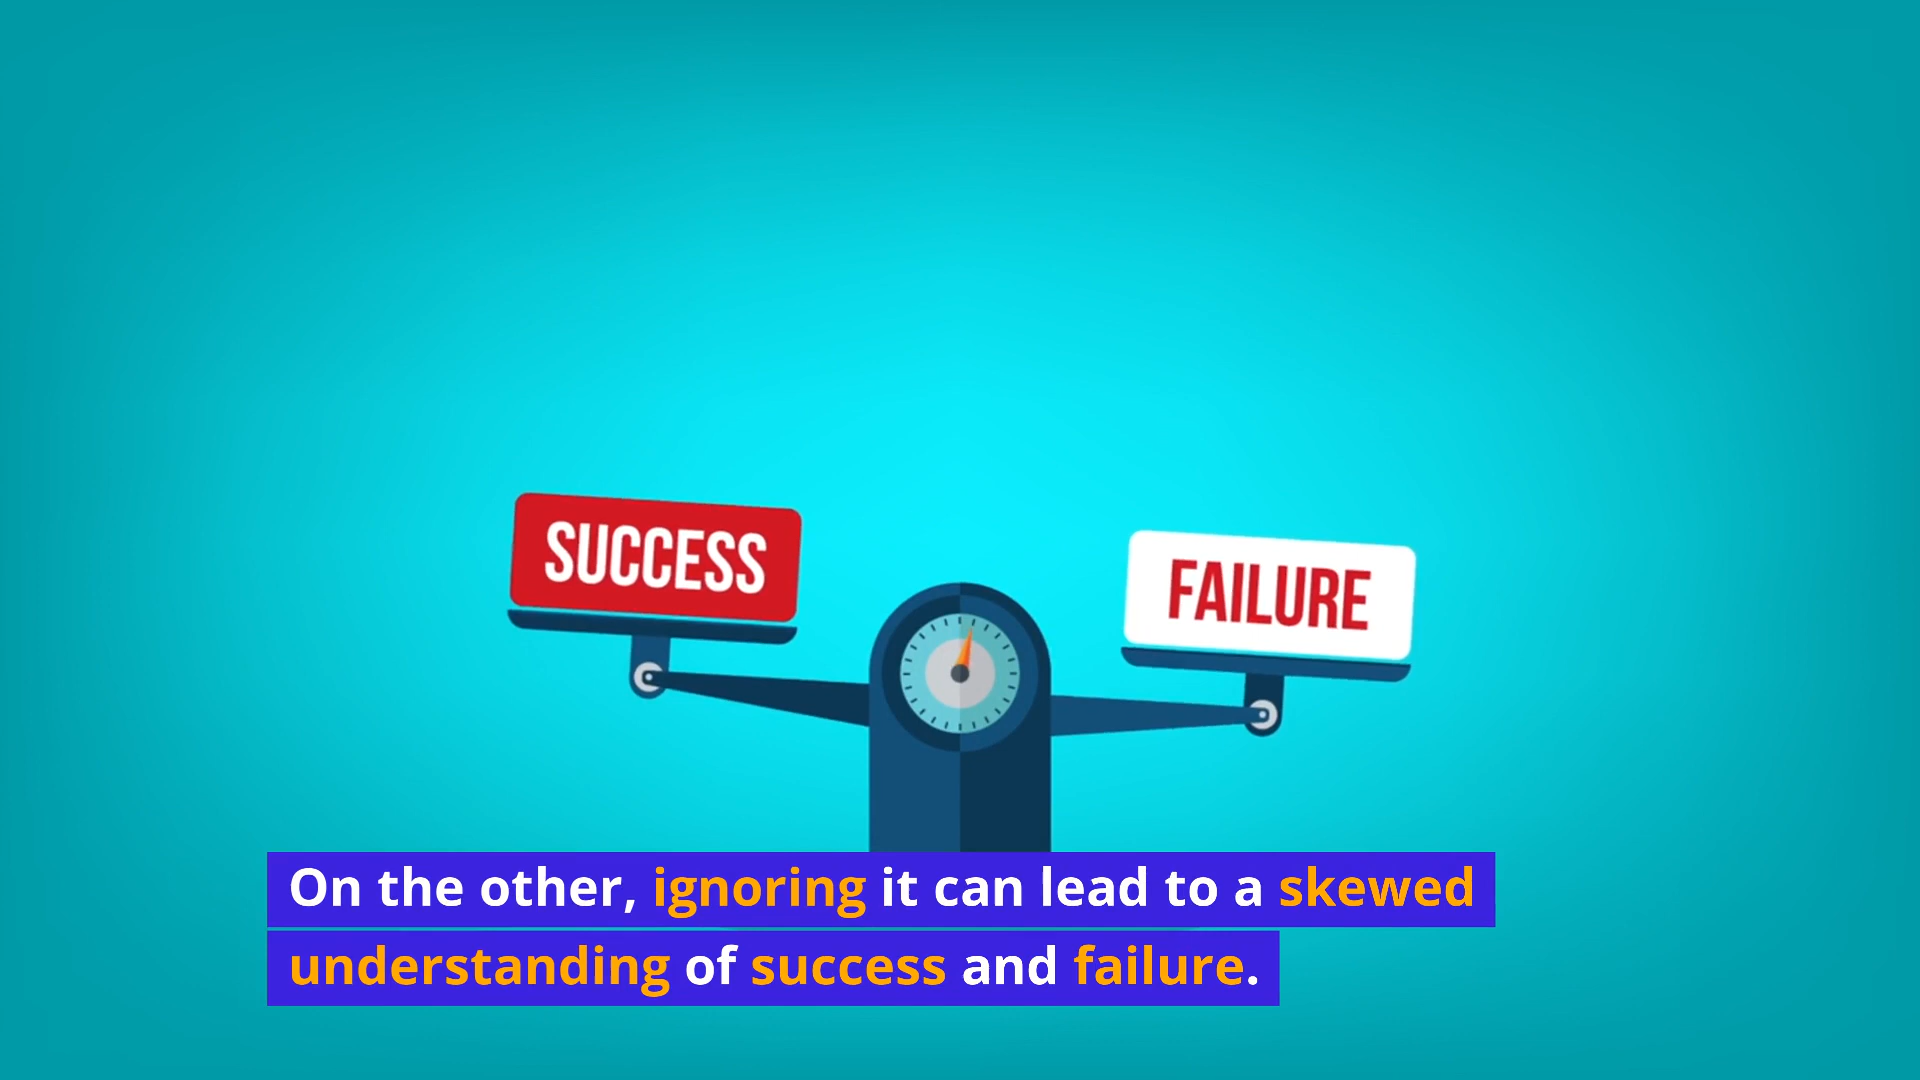 SUCCESS
FAILURE
On the other, ignoring it can lead to a skewed
understanding of success and failure.